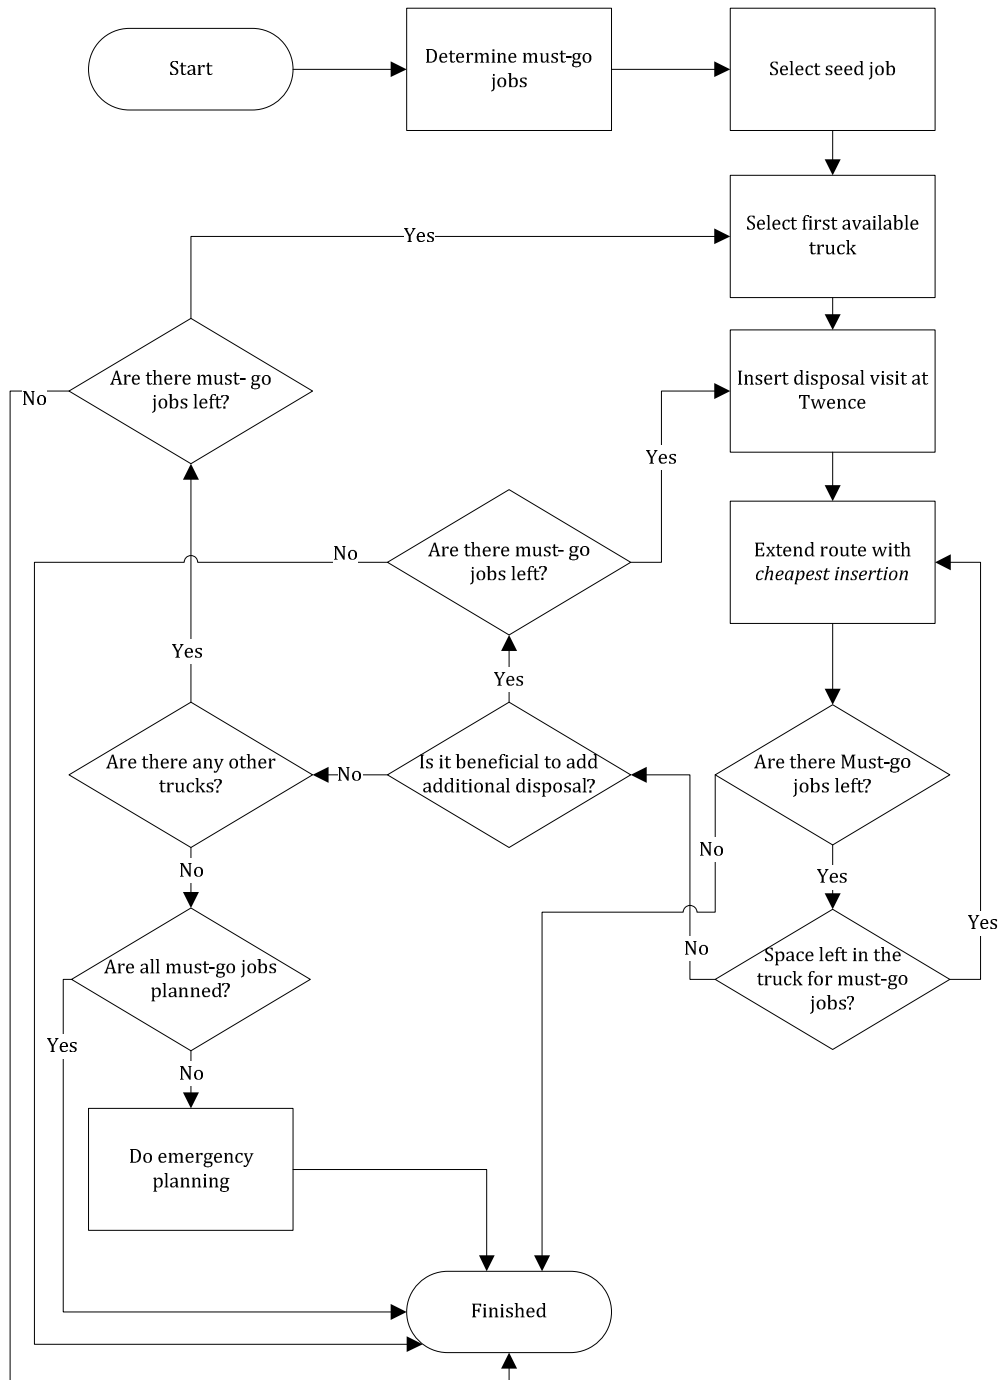 Start
Determine must-go
jobs
Select seed job
Select first available
truck
Yes
Are there must- go
jobs left?
No
Insert disposal visit at
Twence
Yes
Are there must- go
jobs left?
No
Extend route with
cheapest insertion
Yes
Yes
Are there any other
trucks?
No
Is it beneficial to add
additional disposal?
Are there Must-go
jobs left?
No
Yes
No
Are all must-go jobs
planned?
No
Space left in the
truck for must-go
jobs?
Yes
Yes
No
Do emergency
planning
Finished